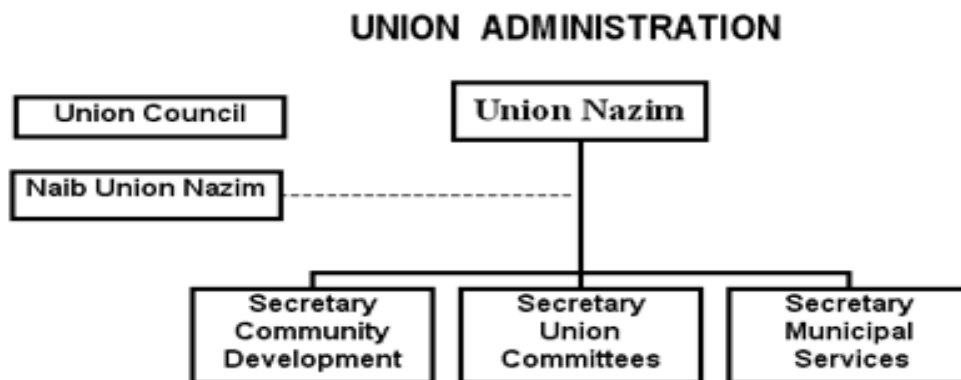 UNION ADMINISTRATION
Union Council
Union Nazim
Naib Union Nazim
Secretary
Community
Development
Secretary
Union
Committees
Secretary
Municipal
Services